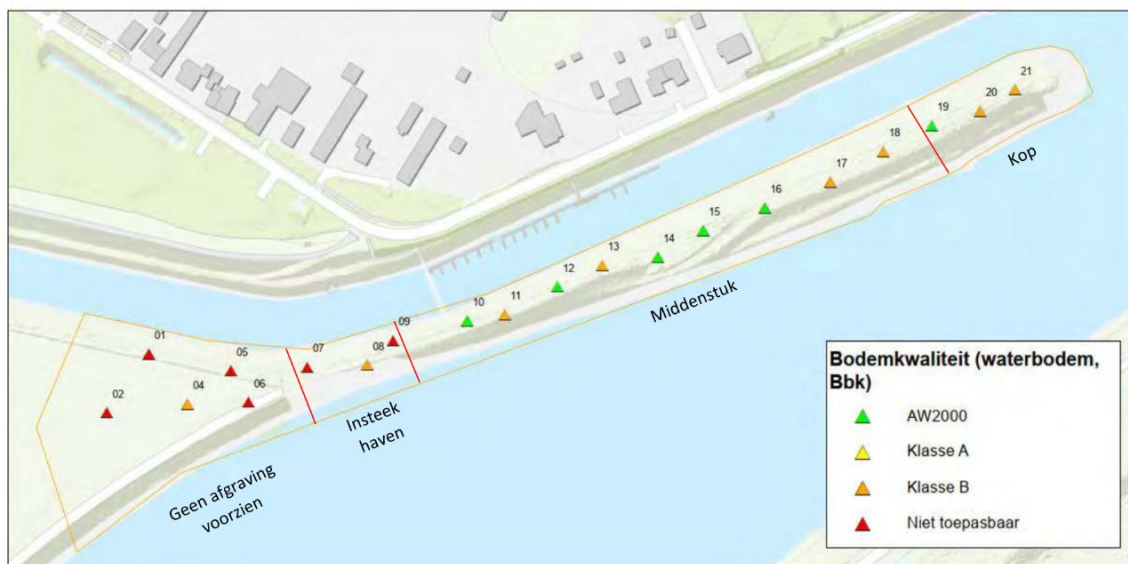 21
20
19
Kop
18
17
16
15
14
13
Middenstuk
12
11
10
09
08
07
Insteek
haven
01
05
06
04
02
Geen afgraving
voorzien
Bodemkwaliteit (waterbodem,
Bbk)
AW2000
Klasse A
Klasse B
Niet toepasbaar